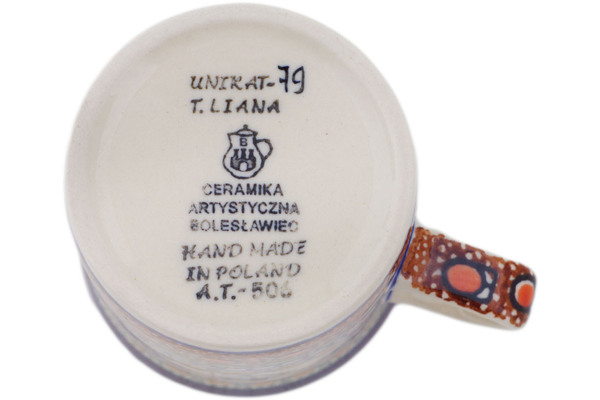 UNIKAT-79
T. LIANA
B
CERAMIKA
ARTYSTYCZNA
BOLESŁAWIEC
HAND MADE
IN POLAND
A.T.-506